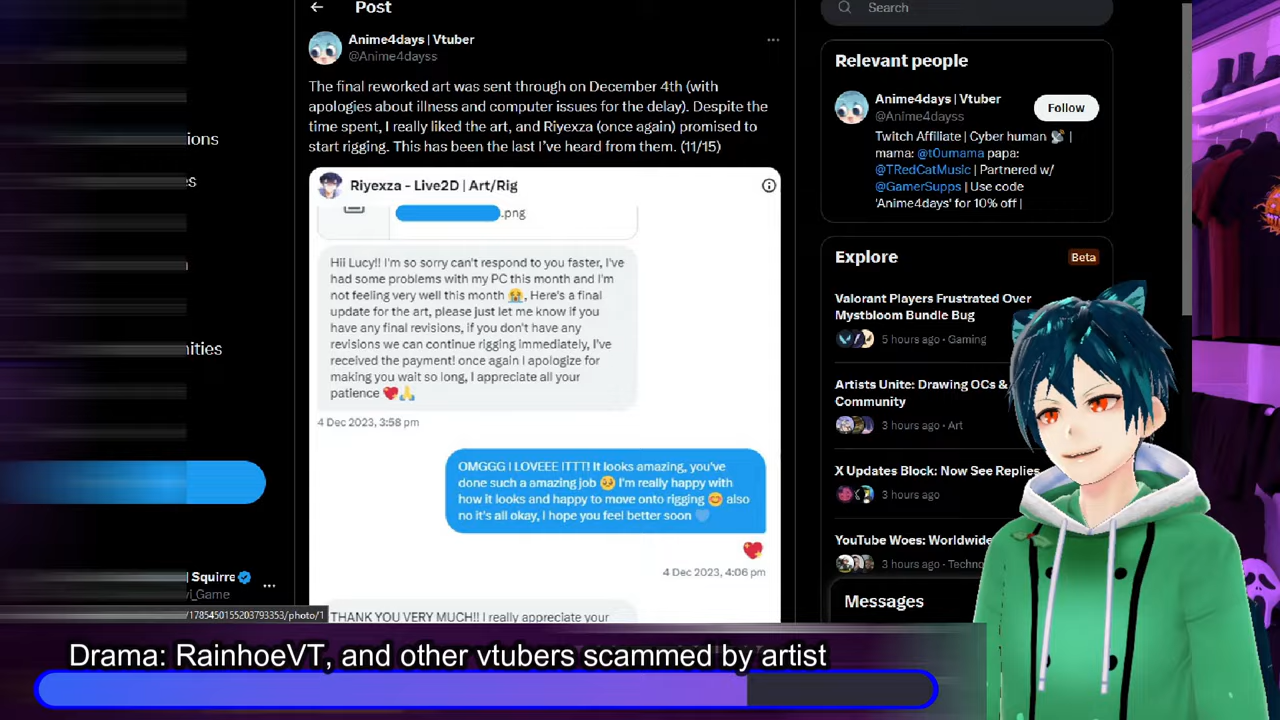 Post
Search
Anime4days | Vtuber
@Anime4dayss
The final reworked art was sent through on December 4th (with
apologies about illness and computer issues for the delay). Despite the
time spent, I really liked the art, and Riyexza (once again) promised to
start rigging. This has been the last I've heard from them. (11/15)
Riyexza - Live2D | Art/Rig
.png
Hii Lucy!! I'm so sorry can't respond to you faster, I've
had some problems with my PC this month and I'm
not feeling very well this month 😭, Here's a final
update for the art, please just let me know if you
have any final revisions, if you don't have any
revisions we can continue rigging immediately, I've
received the payment! once again I apologize for
making you wait so long, I appreciate all your
patience ❤️🙏
4 Dec 2023, 3:58 pm
OMGGG I LOVEEE ITTT! It looks amazing, you've
done such a amazing job 🥺 I'm really happy with
how it looks and happy to move onto rigging 😊 also
no it's all okay, I hope you feel better soon 💙
4 Dec 2023, 4:06 pm
THANK YOU VERY MUCH!! I really appreciate your
Relevant people
Anime4days | Vtuber
@Anime4dayss
Follow
Twitch Affiliate | Cyber human 📡 |
mama: @t0umama papa:
@TRedCatMusic | Partnered w/
@GamerSupps | Use code
'Anime4days' for 10% off |
Explore
Beta
Valorant Players Frustrated Over
Mystbloom Bundle Bug
5 hours ago · Gaming
Artists Unite: Drawing OCs &
Community
3 hours ago · Art
X Updates Block: Now See Replies
3 hours ago
YouTube Woes: Worldwide
3 hours ago · Techno
Messages
ions
es
nities
| Squirre
vi_Game
/1785450155203793353/photo/1
Drama: RainhoeVT, and other vtubers scammed by artist